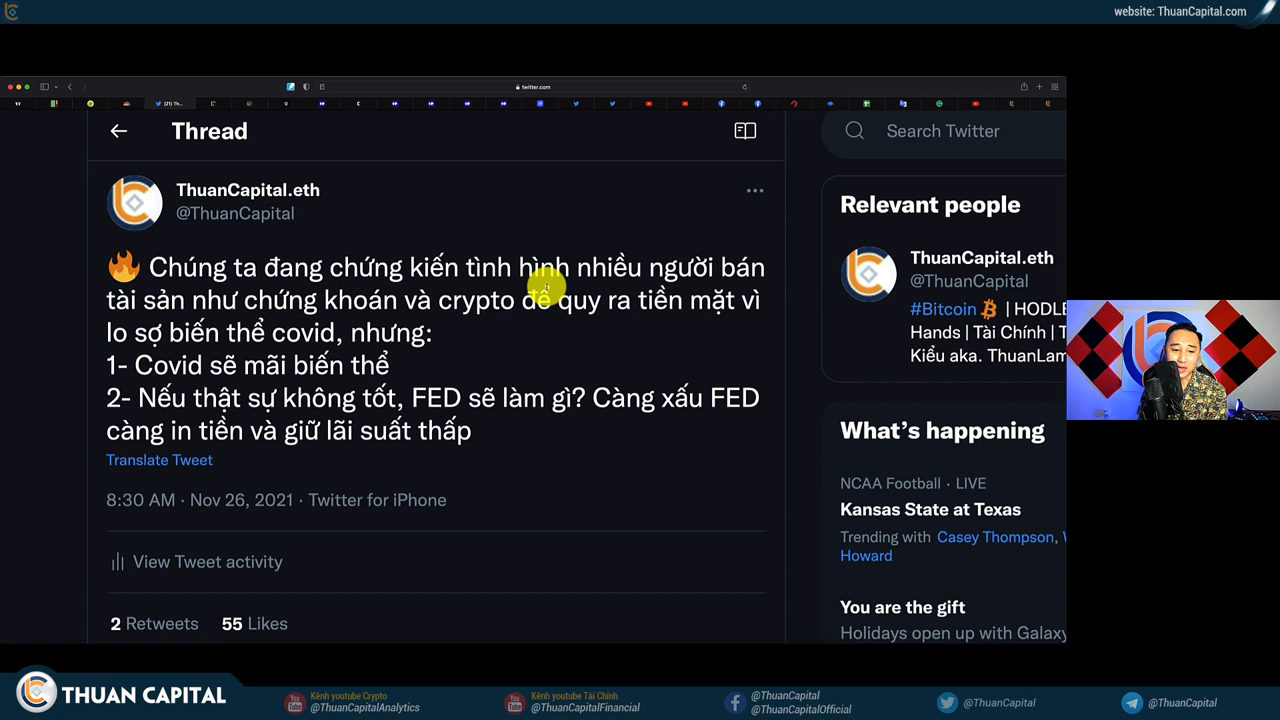 website: ThuanCapital.com
twitter.com
Thread
Search Twitter
ThuanCapital.eth
@ThuanCapital
🔥 Chúng ta đang chứng kiến tình hình nhiều người bán
tài sản như chứng khoán và crypto để quy ra tiền mặt vì
lo sợ biến thể covid, nhưng:
1- Covid sẽ mãi biến thể
2- Nếu thật sự không tốt, FED sẽ làm gì? Càng xấu FED
càng in tiền và giữ lãi suất thấp
Translate Tweet
8:30 AM · Nov 26, 2021 · Twitter for iPhone
View Tweet activity
2 Retweets 55 Likes
Relevant people
ThuanCapital.eth
@ThuanCapital
#Bitcoin | HODLE
Hands | Tài Chính | T
Kiểu aka. ThuanLam
What's happening
NCAA Football · LIVE
Kansas State at Texas
Trending with Casey Thompson,
Howard
You are the gift
Holidays open up with Galaxy
THUAN CAPITAL
Kênh youtube Crypto
@ThuanCapitalAnalytics
Kênh youtube Tài Chính
@ThuanCapitalFinancial
@ThuanCapital
@ThuanCapitalOfficial
@ThuanCapital
@ThuanCapital